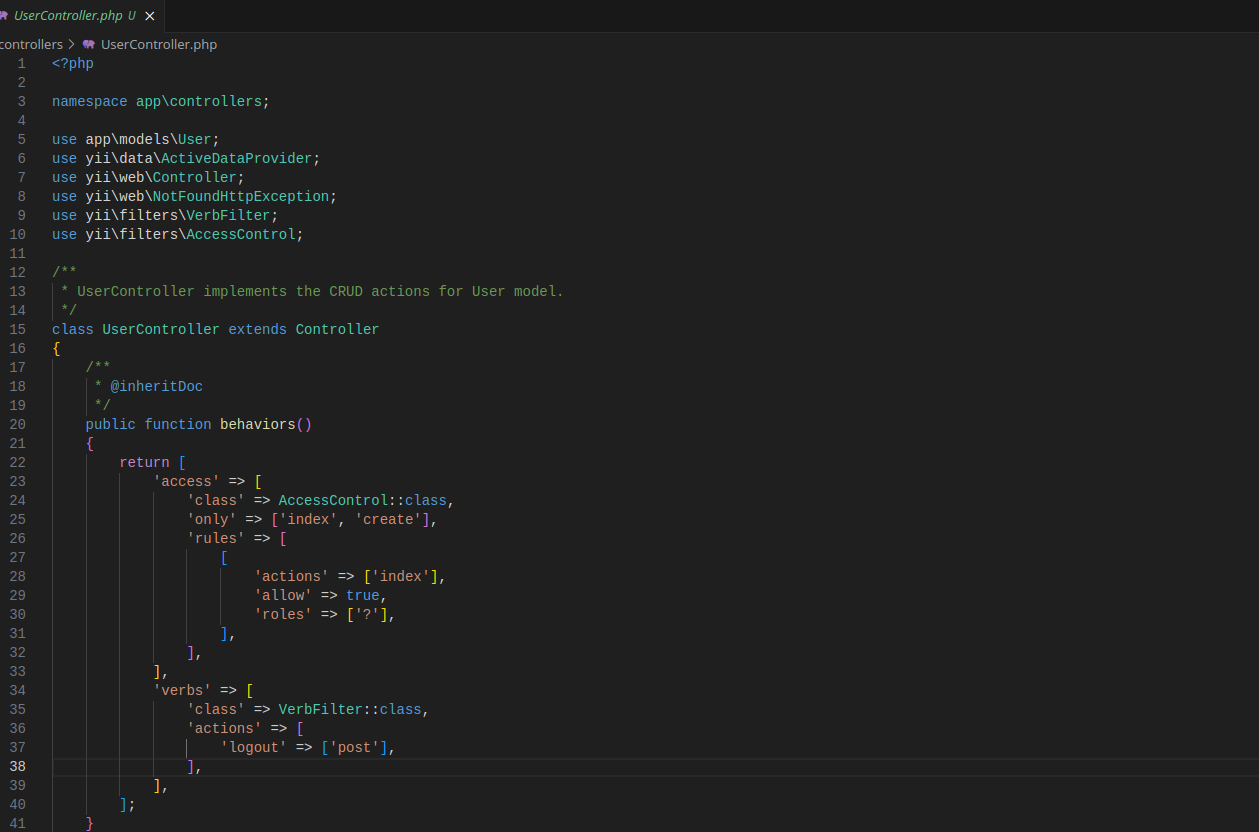 UserController.php U ×
controllers > UserController.php
1 <?php
2
3 namespace app\controllers;
4
5 use app\models\User;
6 use yii\data\ActiveDataProvider;
7 use yii\web\Controller;
8 use yii\web\NotFoundHttpException;
9 use yii\filters\VerbFilter;
10 use yii\filters\AccessControl;
11
12 /**
13  * UserController implements the CRUD actions for User model.
14  */
15 class UserController extends Controller
16 {
17     /**
18      * @inheritDoc
19      */
20     public function behaviors()
21     {
22         return [
23             'access' => [
24                 'class' => AccessControl::class,
25                 'only' => ['index', 'create'],
26                 'rules' => [
27                     [
28                         'actions' => ['index'],
29                         'allow' => true,
30                         'roles' => ['?'],
31                     ],
32                 ],
33             ],
34             'verbs' => [
35                 'class' => VerbFilter::class,
36                 'actions' => [
37                     'logout' => ['post'],
38                 ],
39             ],
40         ];
41     }